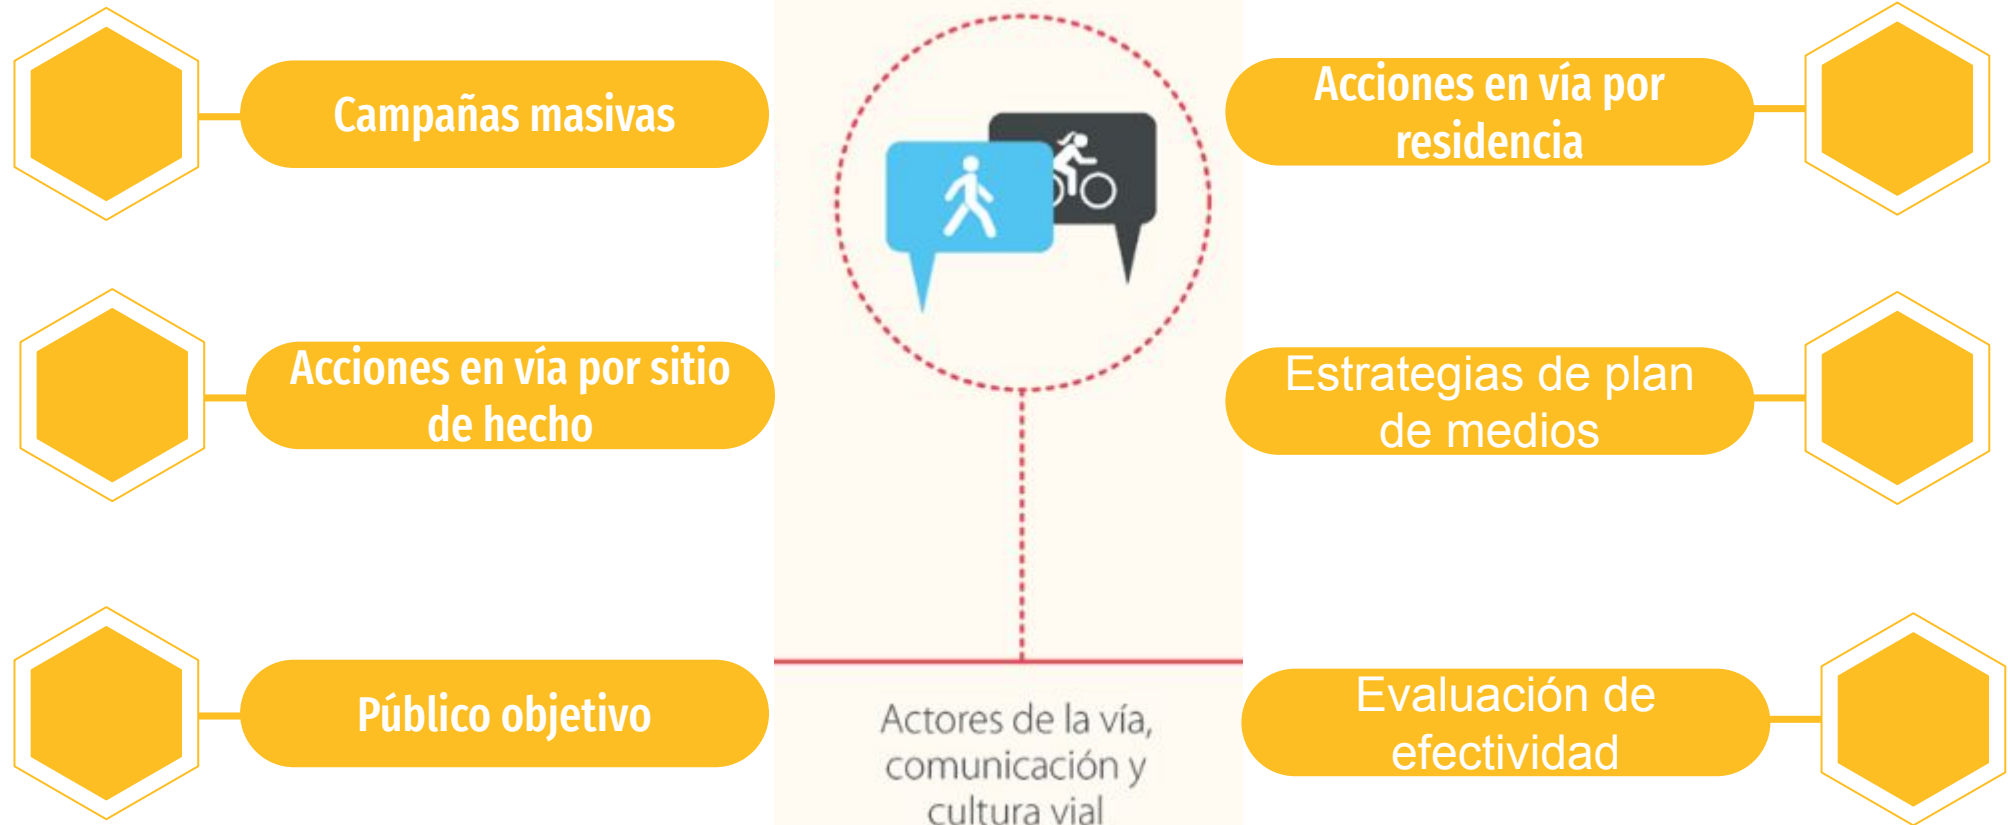 Campañas masivas
Acciones en vía por sitio
de hecho
Público objetivo
Actores de la vía,
comunicación y
cultura vial
Acciones en vía por
residencia
Estrategias de plan
de medios
Evaluación de
efectividad